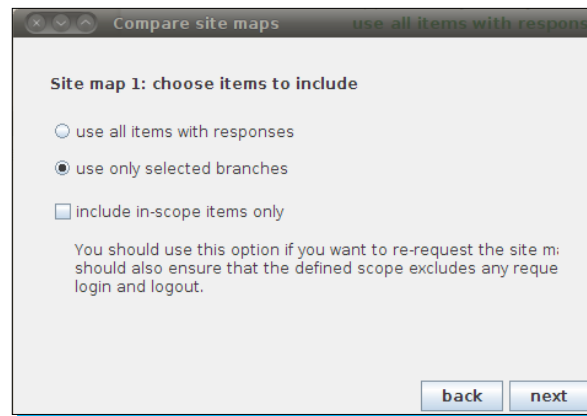 Compare site maps
use all items with respons
Site map 1: choose items to include
use all items with responses
use only selected branches
include in-scope items only
You should use this option if you want to re-request the site ma
should also ensure that the defined scope excludes any reque
login and logout.
back
next